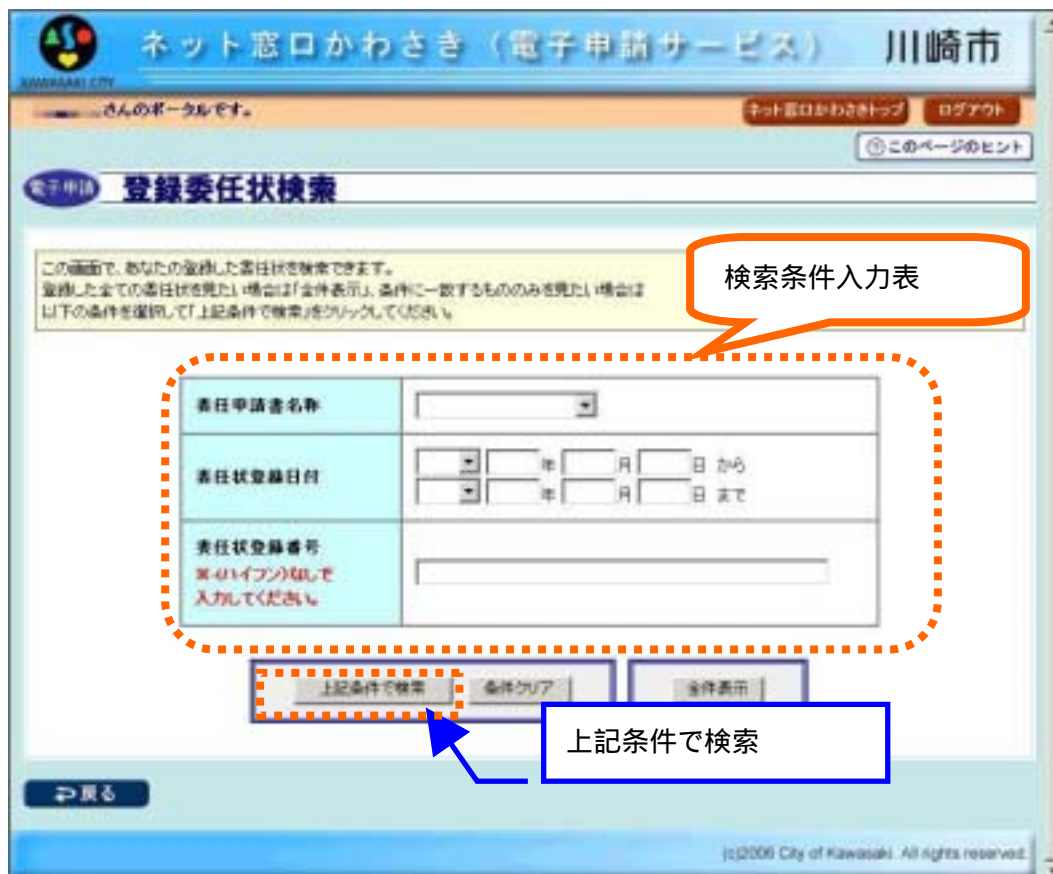 ネット窓口かわさき（電子申請サービス）
川崎市
KAWASAKI CITY
さんのポータルです。
ネット窓口かわさきトップ
ログアウト
?このページのヒント
電子申請
登録委任状検索
この画面で、あなたの登録した委任状を検索できます。
登録した全ての委任状を見たい場合は「全件表示」、条件に一致するもののみを見たい場合は
以下の条件を選択して「上記条件で検索」をクリックしてください。
検索条件入力表
委任申請書名称
委任状登録日付
年 月 日 から
年 月 日 まで
委任状登録番号
※-(ハイフン)なしで
入力してください。
上記条件で検索
条件クリア
全件表示
上記条件で検索
戻る
(c)2006 City of Kawasaki. All rights reserved.